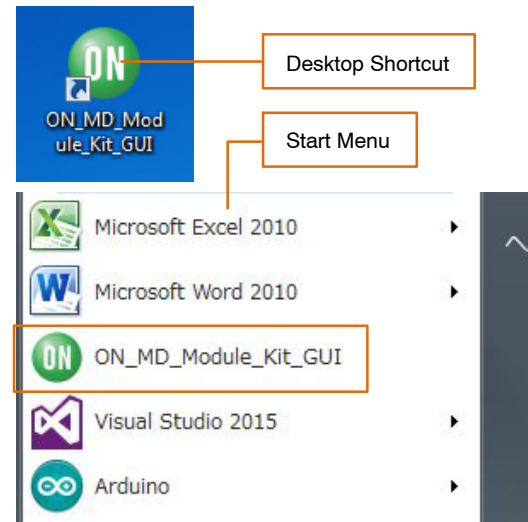 ON
Desktop Shortcut
ON_MD_Mod
ule_Kit_GUI
Start Menu
Microsoft Excel 2010
W
Microsoft Word 2010
ON
ON_MD_Module_Kit_GUI
Visual Studio 2015
Arduino